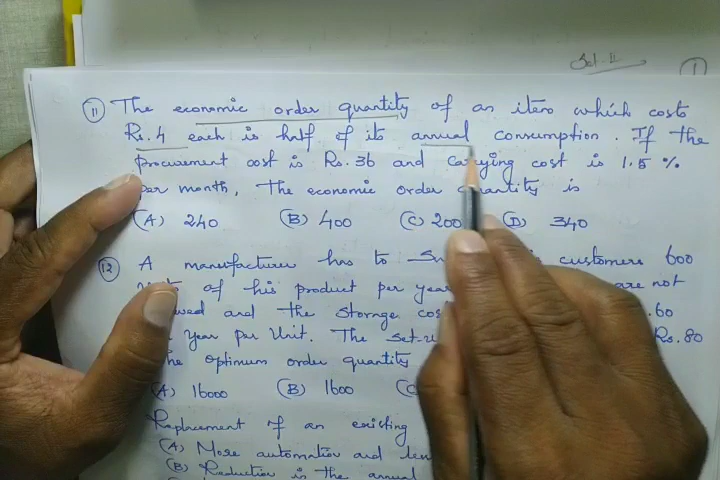 Set-II
1
11 The economic order quantity of an item which costs
Rs. 4 each is half of its annual consumption. If the
procurement cost is Rs. 36 and carrying cost is 1.5 %
per month, the economic order quantity is
(A) 240 (B) 400 (C) 200 (D) 340
12 A manufacturer has to customers 600
of his product per year are not
and the storage .60
Year per Unit. The Rs. 80
the optimum order quantity
(A) 16000 (B) 1600 (C)
Replacement of an existing
(A) More automation and
(B) Reduction in the annual